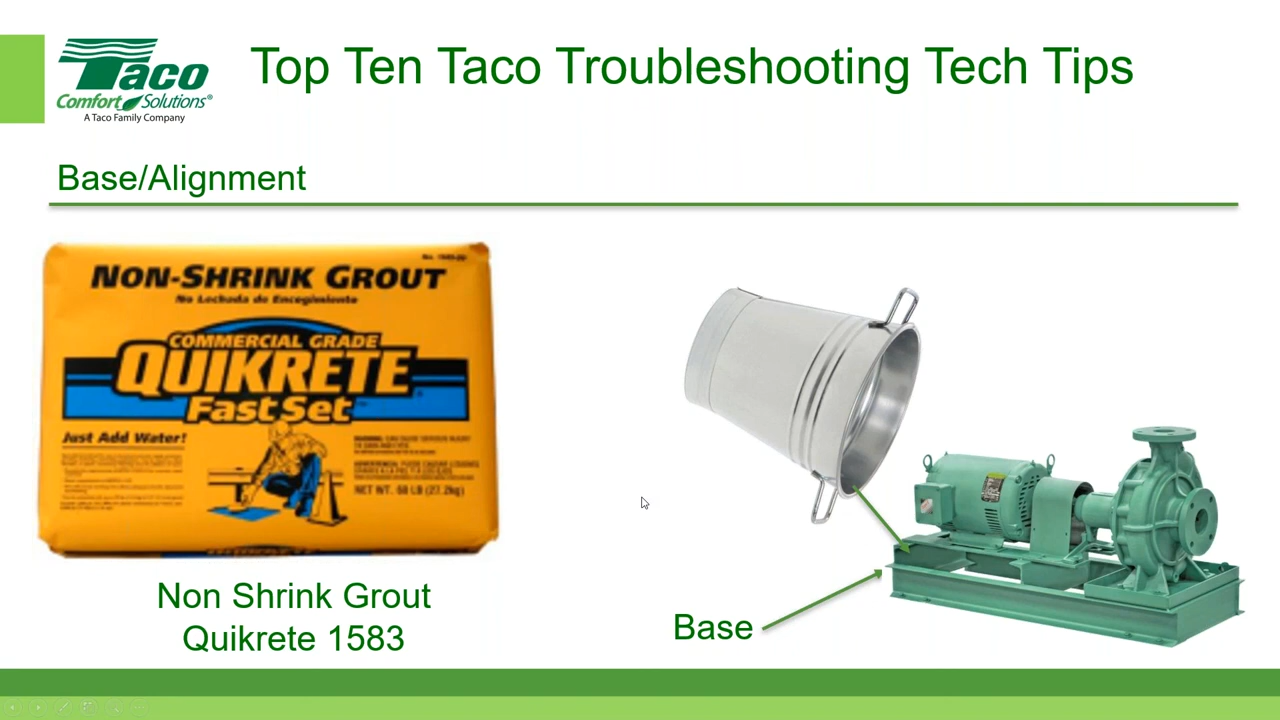 Taco
Comfort Solutions®
A Taco Family Company
Top Ten Taco Troubleshooting Tech Tips
Base/Alignment
NON-SHRINK GROUT
No Lechada de Encogimiento
COMMERCIAL GRADE
QUIKRETE
Fast Set
Just Add Water!
NET WT. 60 LB (27.2kg)
Non Shrink Grout
Quikrete 1583
Base